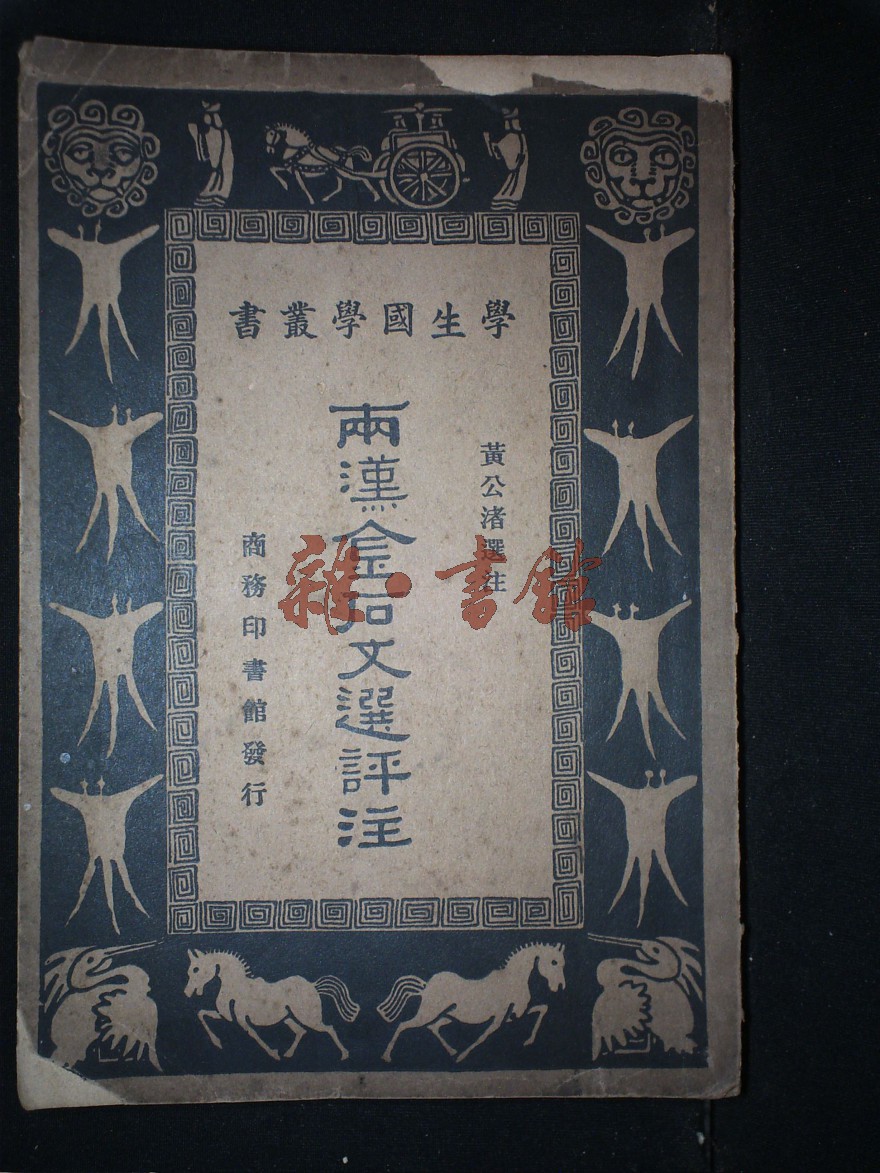 學生國學叢書
黃公渚選注
兩漢金石文選評注
商務印書館發行
雜·書館